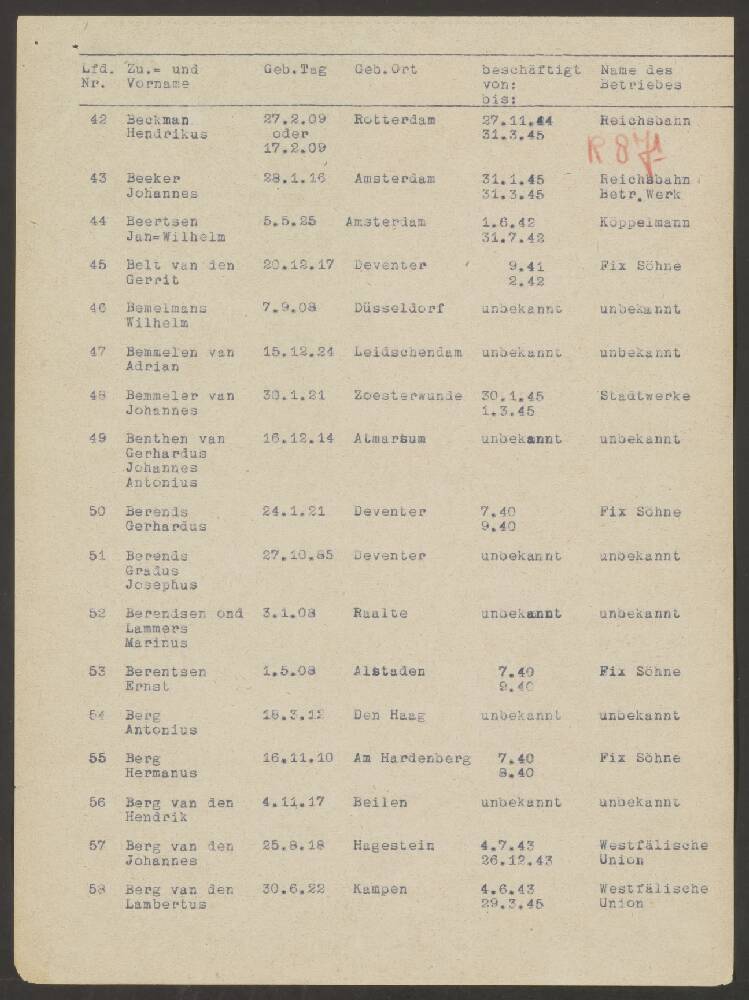 Lfd. Zu.= und Geb.Tag Geb.Ort beschäftigt Name des
Nr. Vorname von: Betriebes
bis:
42 Beckman 27.2.09 Rotterdam 27.11.44 Reichsbahn
Hendrikus oder 31.3.45
17.2.09
R 871
43 Beeker 28.1.16 Amsterdam 31.1.45 Reichsbahn
Johannes 31.3.45 Betr.Werk
44 Beertsen 5.5.25 Amsterdam 1.6.42 Köppelmann
Jan=Wilhelm 31.7.42
45 Belt van den 20.12.17 Deventer 9.41 Fix Söhne
Gerrit 2.42
46 Bemelmans 7.9.08 Düsseldorf unbekannt unbekannt
Wilhelm
47 Bemmelen van 15.12.24 Leidschendam unbekannt unbekannt
Adrian
48 Bemmeler van 30.1.21 Zoesterwunde 30.1.45 Stadtwerke
Johannes 1.3.45
49 Benthen van 16.12.14 Atmarsum unbekannt unbekannt
Gerhardus
Johannes
Antonius
50 Berends 24.1.21 Deventer 7.40 Fix Söhne
Gerhardus 9.40
51 Berends 27.10.85 Deventer unbekannt unbekannt
Gradus
Josephus
52 Berendsen ond 3.1.08 Raalte unbekannt unbekannt
Lammers
Marinus
53 Berentsen 1.5.08 Alstaden 7.40 Fix Söhne
Ernst 9.40
54 Berg 18.3.12 Den Haag unbekannt unbekannt
Antonius
55 Berg 16.11.10 Am Hardenberg 7.40 Fix Söhne
Hermanus 8.40
56 Berg van den 4.11.17 Beilen unbekannt unbekannt
Hendrik
57 Berg van den 25.8.18 Hagestein 4.7.43 Westfälische
Johannes 26.12.43 Union
58 Berg van den 30.6.22 Kampen 4.6.43 Westfälische
Lambertus 29.3.45 Union